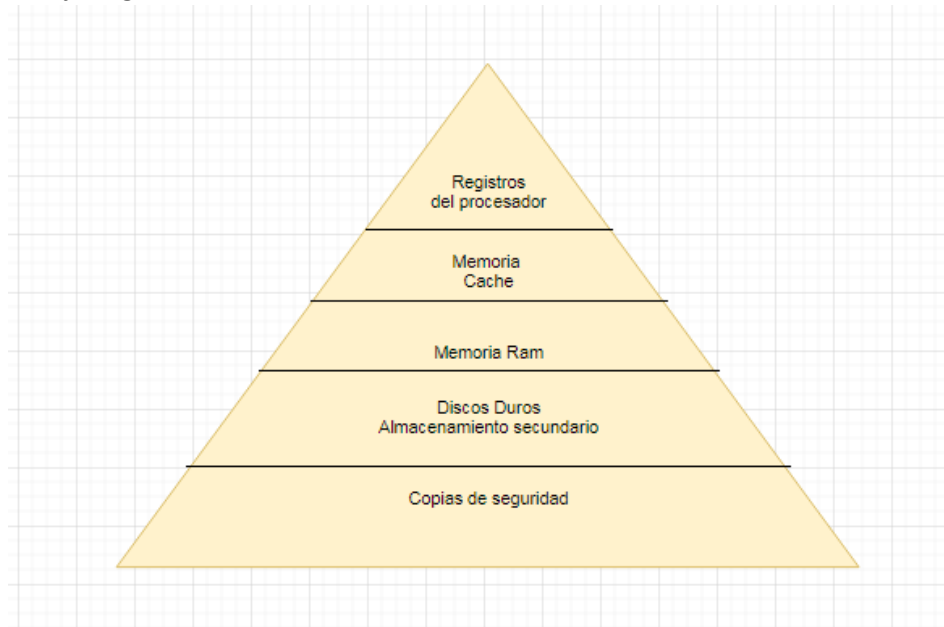 Registros
del procesador
Memoria
Cache
Memoria Ram
Discos Duros
Almacenamiento secundario
Copias de seguridad